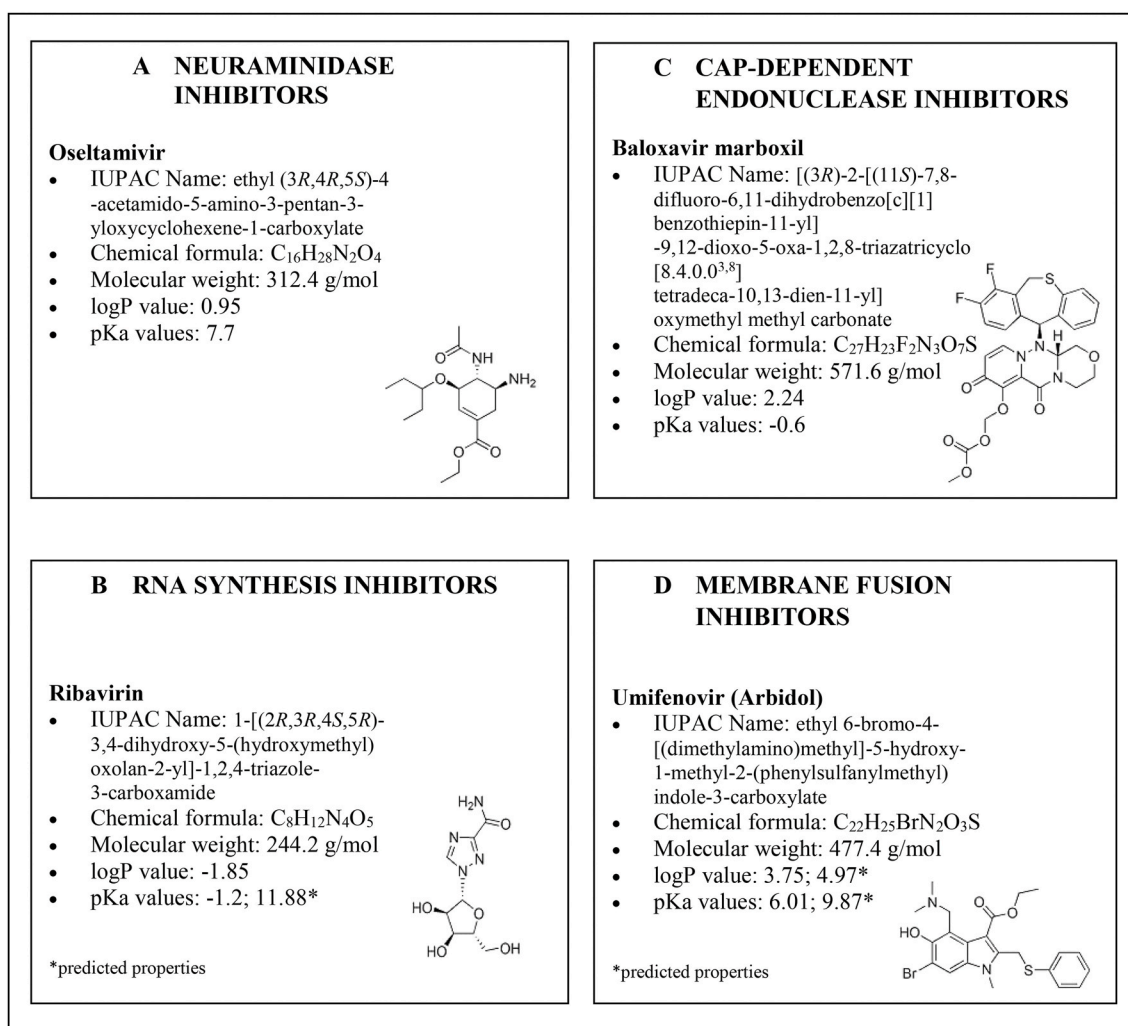 A NEURAMINIDASE
INHIBITORS
Oseltamivir
• IUPAC Name: ethyl (3R,4R,5S)-4
-acetamido-5-amino-3-pentan-3-
yloxycyclohexene-1-carboxylate
• Chemical formula: C₁₆H₂₈N₂O₄
• Molecular weight: 312.4 g/mol
• logP value: 0.95
• pKa values: 7.7
O
NH
NH₂
O
O
O
C CAP-DEPENDENT
ENDONUCLEASE INHIBITORS
Baloxavir marboxil
• IUPAC Name: [(3R)-2-[(11S)-7,8-
difluoro-6,11-dihydrobenzo[c][1]
benzothiepin-11-yl]
-9,12-dioxo-5-oxa-1,2,8-triazatricyclo
[8.4.0.0³,⁸]
tetradeca-10,13-dien-11-yl]
oxymethyl methyl carbonate
• Chemical formula: C₂₇H₂₃F₂N₃O₇S
• Molecular weight: 571.6 g/mol
• logP value: 2.24
• pKa values: -0.6
F
S
F
N
H
O
N
N
O
O
O
O
O
O
B RNA SYNTHESIS INHIBITORS
Ribavirin
• IUPAC Name: 1-[(2R,3R,4S,5R)-
3,4-dihydroxy-5-(hydroxymethyl)
oxolan-2-yl]-1,2,4-triazole-
3-carboxamide
• Chemical formula: C₈H₁₂N₄O₅
• Molecular weight: 244.2 g/mol
• logP value: -1.85
• pKa values: -1.2; 11.88*
*predicted properties
H₂N
O
N
N
N
HO
O
HO
OH
D MEMBRANE FUSION
INHIBITORS
Umifenovir (Arbidol)
• IUPAC Name: ethyl 6-bromo-4-
[(dimethylamino)methyl]-5-hydroxy-
1-methyl-2-(phenylsulfanylmethyl)
indole-3-carboxylate
• Chemical formula: C₂₂H₂₅BrN₂O₃S
• Molecular weight: 477.4 g/mol
• logP value: 3.75; 4.97*
• pKa values: 6.01; 9.87*
*predicted properties
N
O
O
HO
Br
N
S